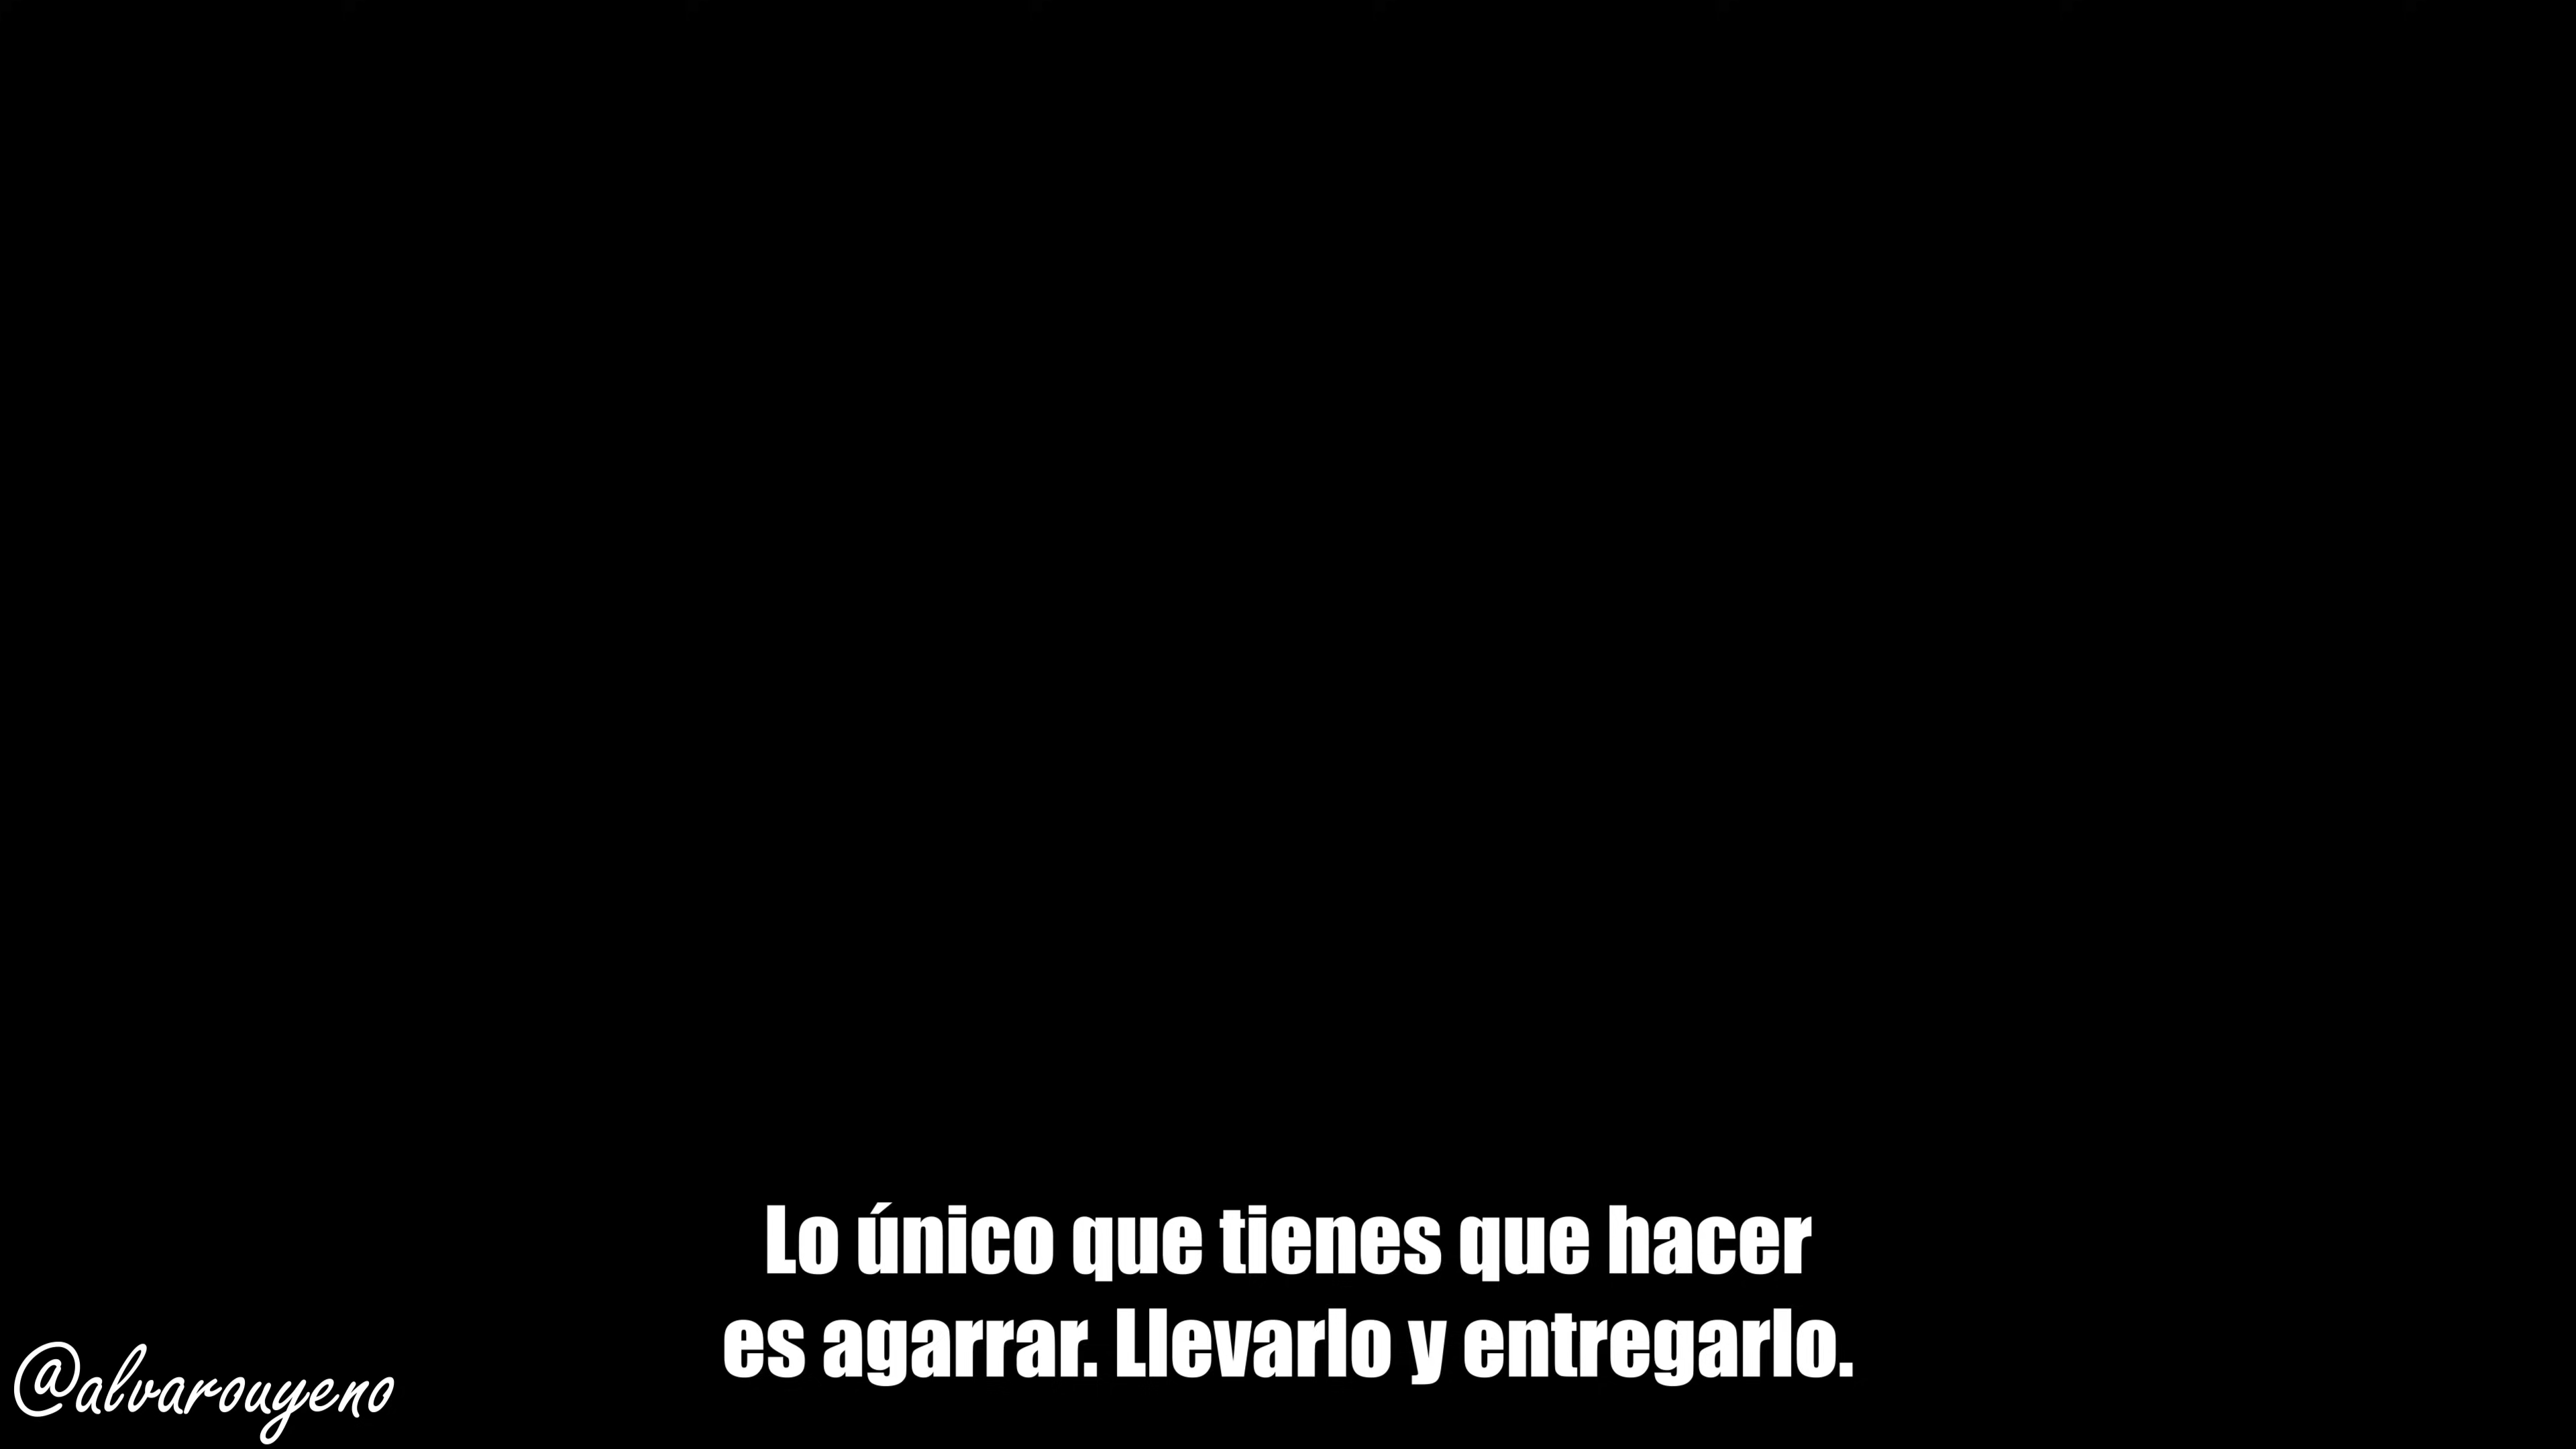 Lo único que tienes que hacer
es agarrar. Llevarlo y entregarlo.
@alvarouyeno